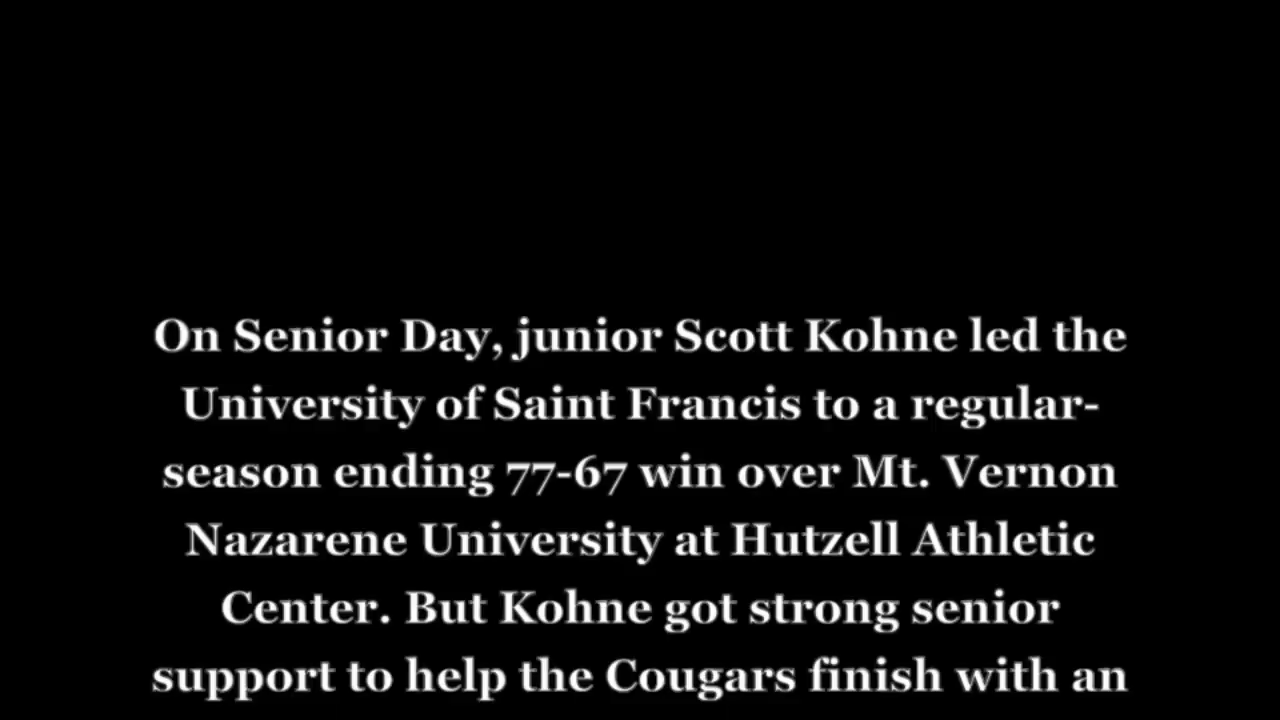 On Senior Day, junior Scott Kohne led the
University of Saint Francis to a regular-
season ending 77-67 win over Mt. Vernon
Nazarene University at Hutzell Athletic
Center. But Kohne got strong senior
support to help the Cougars finish with an